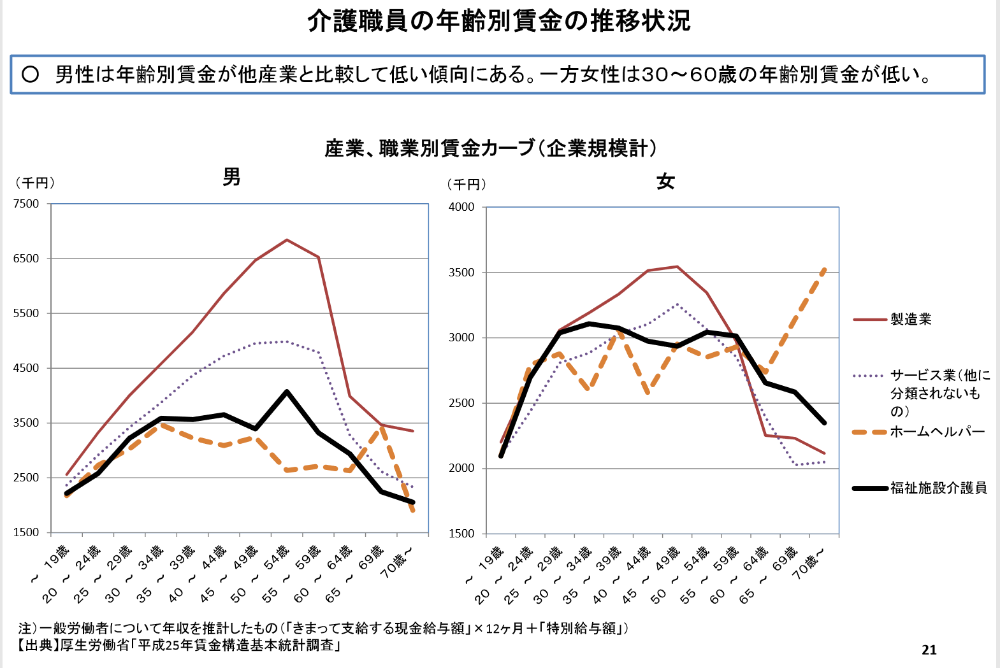 介護職員の年齢別賃金の推移状況
○　男性は年齢別賃金が他産業と比較して低い傾向にある。一方女性は３０～６０歳の年齢別賃金が低い。
産業、職業別賃金カーブ（企業規模計）
男
（千円）
7500
6500
5500
4500
3500
2500
1500
～ 19歳
20 ～ 24歳
25 ～ 29歳
30 ～ 34歳
35 ～ 39歳
40 ～ 44歳
45 ～ 49歳
50 ～ 54歳
55 ～ 59歳
60 ～ 64歳
65 ～ 69歳
70歳～
女
（千円）
4000
3500
3000
2500
2000
1500
～ 19歳
20 ～ 24歳
25 ～ 29歳
30 ～ 34歳
35 ～ 39歳
40 ～ 44歳
45 ～ 49歳
50 ～ 54歳
55 ～ 59歳
60 ～ 64歳
65 ～ 69歳
70歳～
製造業
サービス業（他に
分類されないも
の）
ホームヘルパー
福祉施設介護員
注）一般労働者について年収を推計したもの（「きまって支給する現金給与額」×12ヶ月＋「特別給与額」）
【出典】厚生労働省「平成25年賃金構造基本統計調査」
21